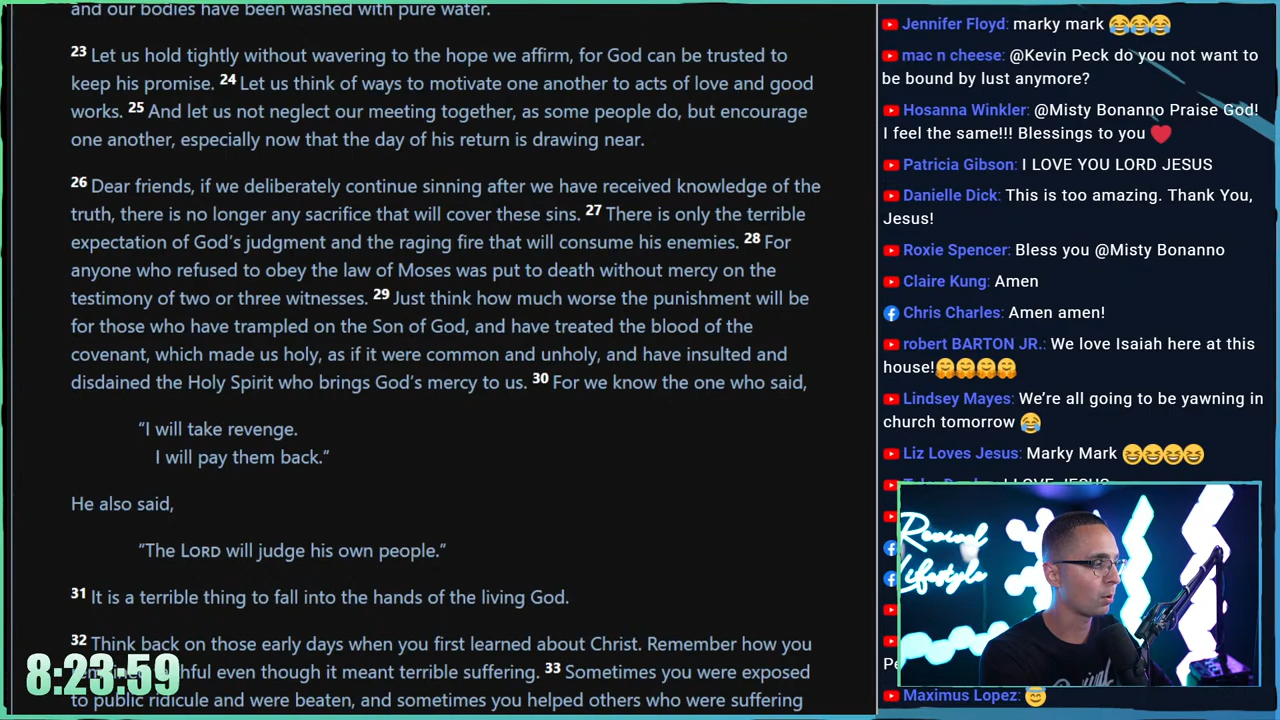 and our bodies have been washed with pure water.
23 Let us hold tightly without wavering to the hope we affirm, for God can be trusted to
keep his promise. 24 Let us think of ways to motivate one another to acts of love and good
works. 25 And let us not neglect our meeting together, as some people do, but encourage
one another, especially now that the day of his return is drawing near.
26 Dear friends, if we deliberately continue sinning after we have received knowledge of the
truth, there is no longer any sacrifice that will cover these sins. 27 There is only the terrible
expectation of God’s judgment and the raging fire that will consume his enemies. 28 For
anyone who refused to obey the law of Moses was put to death without mercy on the
testimony of two or three witnesses. 29 Just think how much worse the punishment will be
for those who have trampled on the Son of God, and have treated the blood of the
covenant, which made us holy, as if it were common and unholy, and have insulted and
disdained the Holy Spirit who brings God’s mercy to us. 30 For we know the one who said,
“I will take revenge.
I will pay them back.”
He also said,
“The LORD will judge his own people.”
31 It is a terrible thing to fall into the hands of the living God.
32 Think back on those early days when you first learned about Christ. Remember how you
even though it meant terrible suffering. 33 Sometimes you were exposed
to public ridicule and were beaten, and sometimes you helped others who were suffering
8:23:59
Jennifer Floyd: marky mark 😂😂😂
mac n cheese: @Kevin Peck do you not want to
be bound by lust anymore?
Hosanna Winkler: @Misty Bonanno Praise God!
I feel the same!!! Blessings to you ❤️
Patricia Gibson: I LOVE YOU LORD JESUS
Danielle Dick: This is too amazing. Thank You,
Jesus!
Roxie Spencer: Bless you @Misty Bonanno
Claire Kung: Amen
Chris Charles: Amen amen!
robert BARTON JR.: We love Isaiah here at this
house!🤗🤗🤗🤗
Lindsey Mayes: We’re all going to be yawning in
church tomorrow 😂
Liz Loves Jesus: Marky Mark 😆😆😆😆
Revival
Lifestyle
Maximus Lopez: 😇